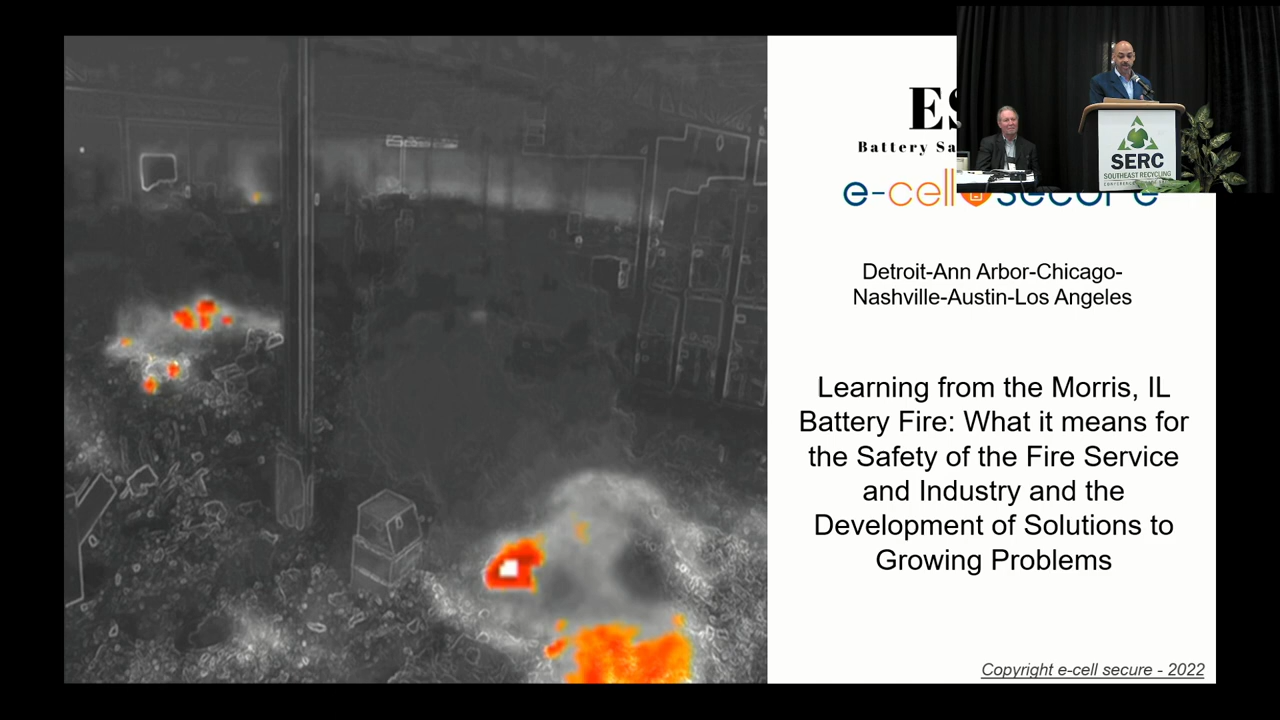 ES
Battery Sa
e-cell secure
SERC
SOUTHEAST RECYCLING
Detroit-Ann Arbor-Chicago-
Nashville-Austin-Los Angeles
Learning from the Morris, IL
Battery Fire: What it means for
the Safety of the Fire Service
and Industry and the
Development of Solutions to
Growing Problems
Copyright e-cell secure - 2022